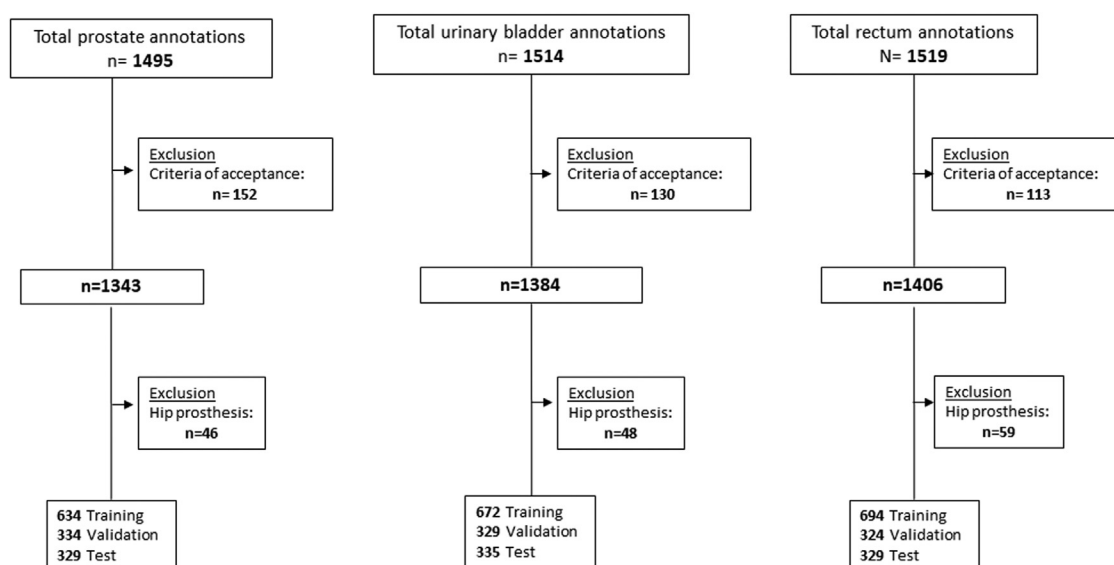 Total prostate annotations
n= 1495
Exclusion
Criteria of acceptance:
n= 152
n=1343
Exclusion
Hip prosthesis:
n=46
634 Training
334 Validation
329 Test
Total urinary bladder annotations
n= 1514
Exclusion
Criteria of acceptance:
n= 130
n=1384
Exclusion
Hip prosthesis:
n=48
672 Training
329 Validation
335 Test
Total rectum annotations
N= 1519
Exclusion
Criteria of acceptance:
n= 113
n=1406
Exclusion
Hip prosthesis:
n=59
694 Training
324 Validation
329 Test